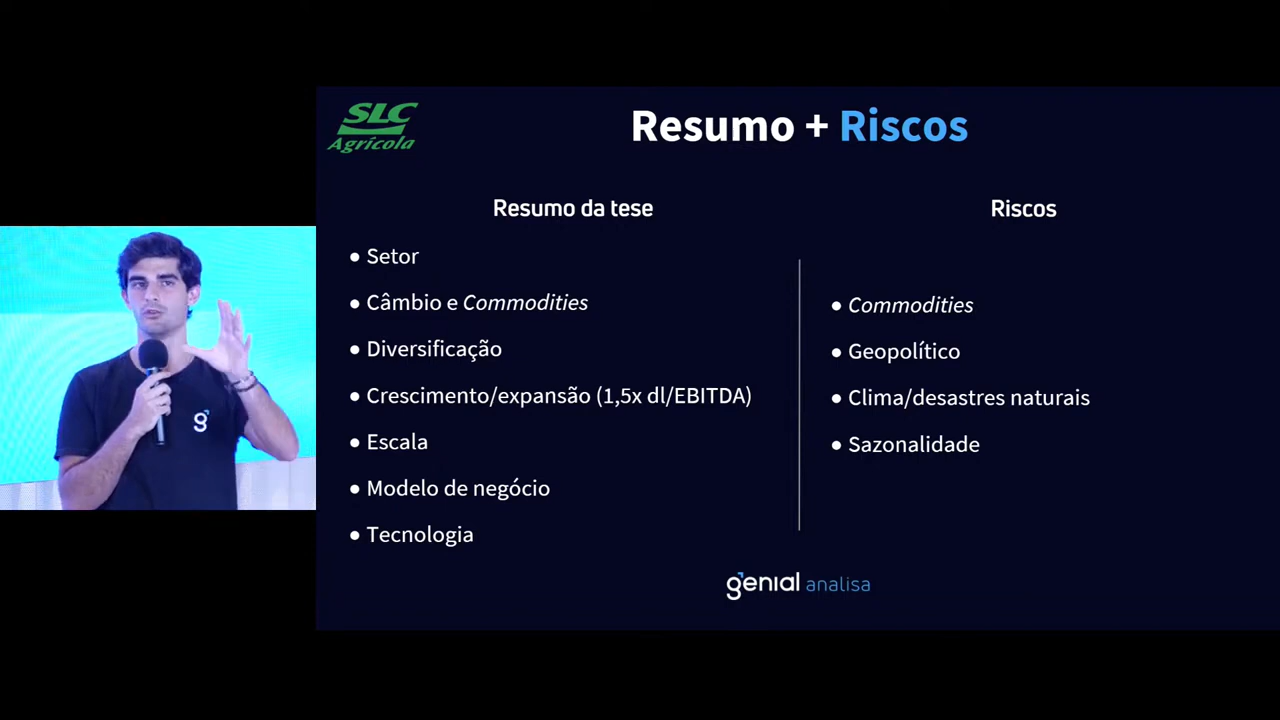 SLC
Agrícola
Resumo + Riscos
Resumo da tese
● Setor
● Câmbio e Commodities
● Diversificação
● Crescimento/expansão (1,5x dl/EBITDA)
● Escala
● Modelo de negócio
● Tecnologia
Riscos
● Commodities
● Geopolítico
● Clima/desastres naturais
● Sazonalidade
g
genial analisa